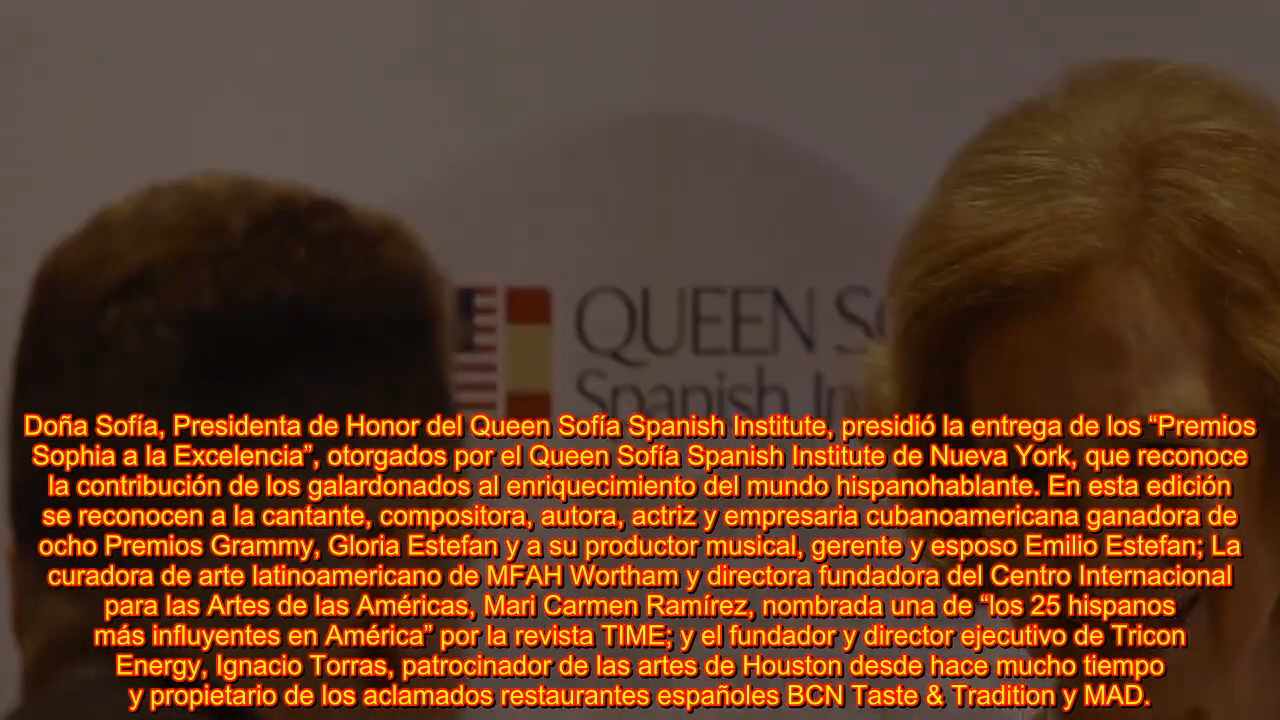 QUEEN
Spanish
Doña Sofía, Presidenta de Honor del Queen Sofía Spanish Institute, presidió la entrega de los “Premios
Sophia a la Excelencia”, otorgados por el Queen Sofía Spanish Institute de Nueva York, que reconoce
la contribución de los galardonados al enriquecimiento del mundo hispanohablante. En esta edición
se reconocen a la cantante, compositora, autora, actriz y empresaria cubanoamericana ganadora de
ocho Premios Grammy, Gloria Estefan y a su productor musical, gerente y esposo Emilio Estefan; La
curadora de arte latinoamericano de MFAH Wortham y directora fundadora del Centro Internacional
para las Artes de las Américas, Mari Carmen Ramírez, nombrada una de “los 25 hispanos
más influyentes en América” por la revista TIME; y el fundador y director ejecutivo de Tricon
Energy, Ignacio Torras, patrocinador de las artes de Houston desde hace mucho tiempo
y propietario de los aclamados restaurantes españoles BCN Taste & Tradition y MAD.